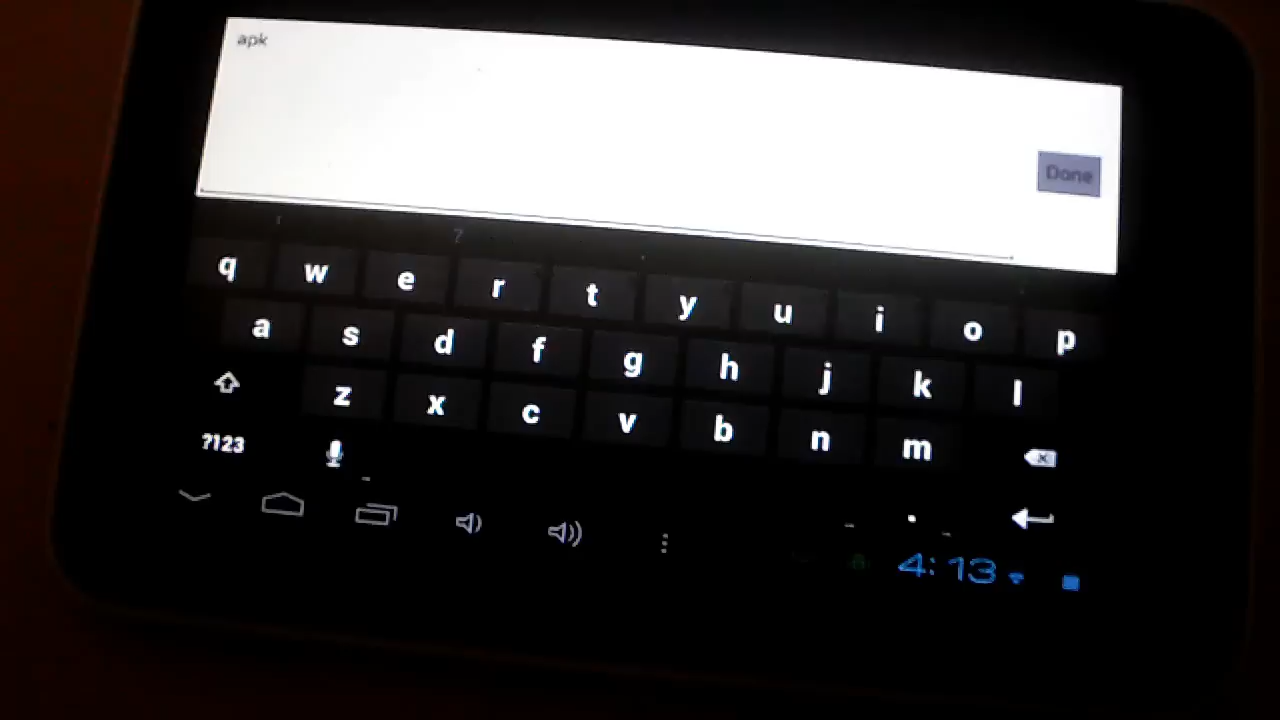 apk
Done
?
q w e r t y u i o p
a s d f g h j k l
z x c v b n m
?123
.
4:13